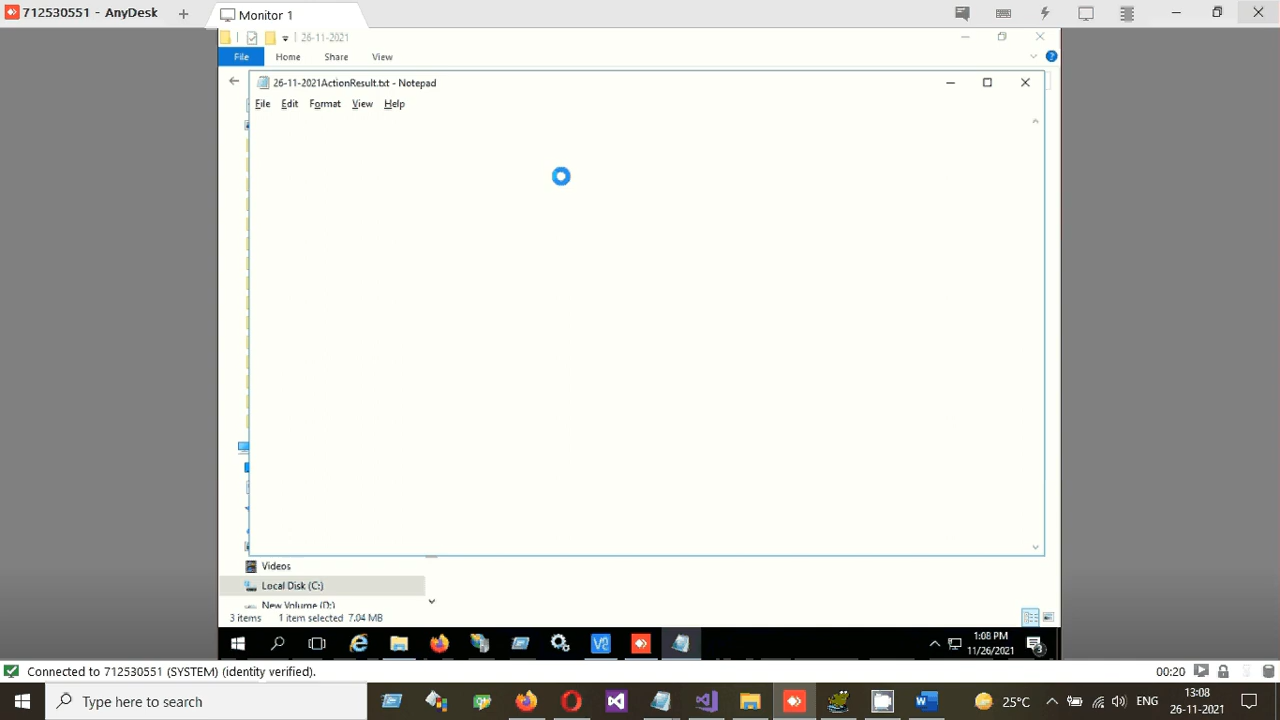 712530551 - AnyDesk
Monitor 1
26-11-2021
File Home Share View
26-11-2021ActionResult.txt - Notepad
File Edit Format View Help
Videos
Local Disk (C:)
New Volume (D:)
3 items 1 item selected 7.04 MB
1:08 PM
11/26/2021
3
Connected to 712530551 (SYSTEM) (identity verified).
00:20
Type here to search
25°C
ENG
13:08
26-11-2021